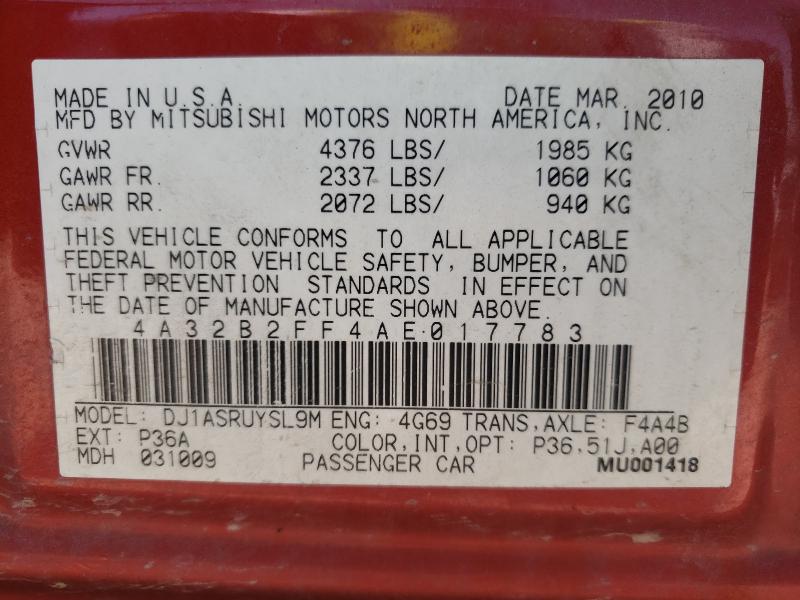 MADE IN U.S.A. DATE MAR. 2010
MFD BY MITSUBISHI MOTORS NORTH AMERICA, INC.
GVWR 4376 LBS/ 1985 KG
GAWR FR. 2337 LBS/ 1060 KG
GAWR RR. 2072 LBS/ 940 KG
THIS VEHICLE CONFORMS TO ALL APPLICABLE
FEDERAL MOTOR VEHICLE SAFETY, BUMPER, AND
THEFT PREVENTION STANDARDS IN EFFECT ON
THE DATE OF MANUFACTURE SHOWN ABOVE.
4A32B2FF4AE017783
MODEL: DJ1ASRUYSL9M ENG: 4G69 TRANS,AXLE: F4A4B
EXT: P36A COLOR,INT,OPT: P36,51J,A00
MDH 031009 PASSENGER CAR MU001418